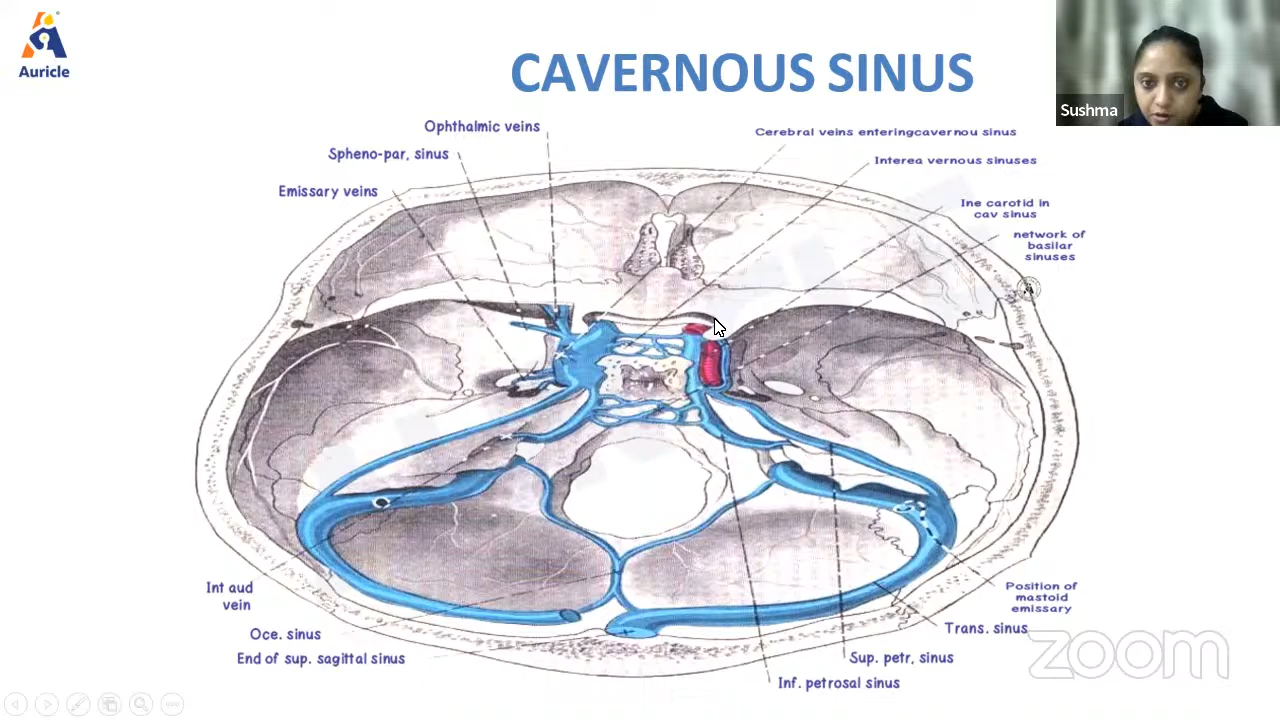 Auricle
CAVERNOUS SINUS
Sushma
Ophthalmic veins
Spheno-par, sinus
Emissary veins
Cerebral veins enteringcavernou sinus
Interea vernous sinuses
Ine carotid in
cav sinus
network of
basilar
sinuses
Int aud
vein
Oce. sinus
End of sup. sagittal sinus
Position of
mastoid
emissary
Trans. sinus
Sup. petr, sinus
Inf. petrosal sinus
zoom